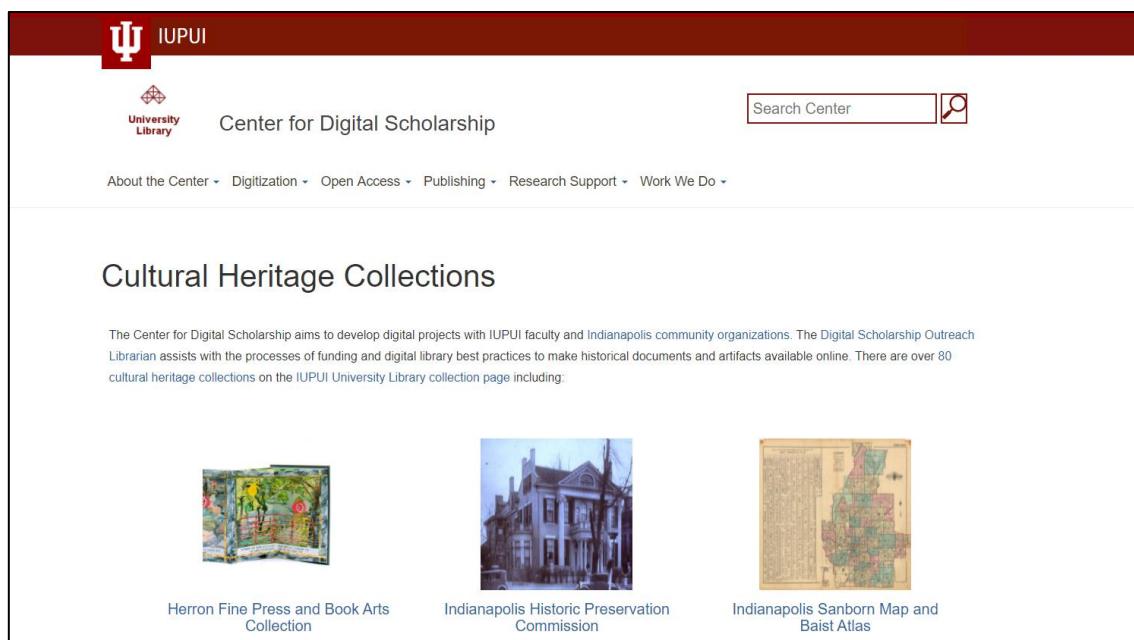 IUPUI
University
Library
Center for Digital Scholarship
Search Center
About the Center Digitization Open Access Publishing Research Support Work We Do
Cultural Heritage Collections
The Center for Digital Scholarship aims to develop digital projects with IUPUI faculty and Indianapolis community organizations. The Digital Scholarship Outreach
Librarian assists with the processes of funding and digital library best practices to make historical documents and artifacts available online. There are over 80
cultural heritage collections on the IUPUI University Library collection page including:
Herron Fine Press and Book Arts
Collection
Indianapolis Historic Preservation
Commission
Indianapolis Sanborn Map and
Baist Atlas